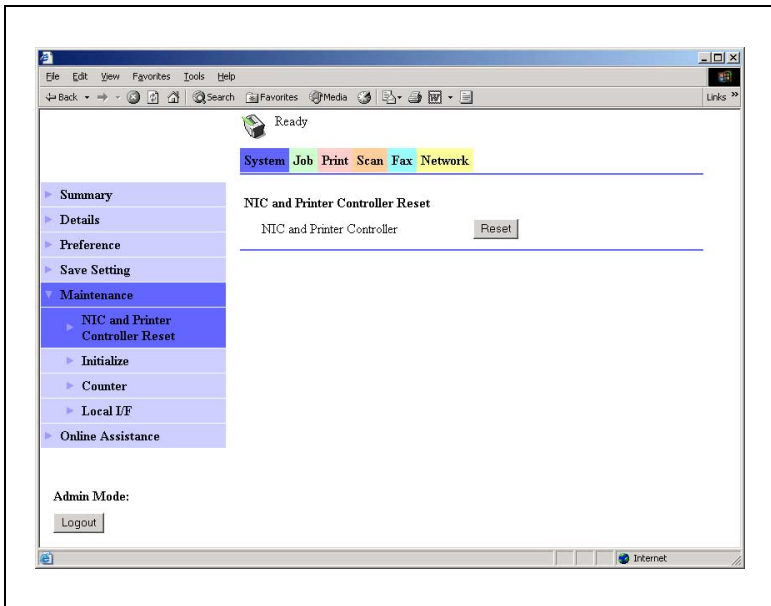 File Edit View Favorites Tools Help
Back Search Favorites Media Links »
Ready
System Job Print Scan Fax Network
Summary
Details
Preference
Save Setting
Maintenance
NIC and Printer
Controller Reset
Initialize
Counter
Local I/F
Online Assistance
Admin Mode:
Logout
NIC and Printer Controller Reset
NIC and Printer Controller Reset
Internet